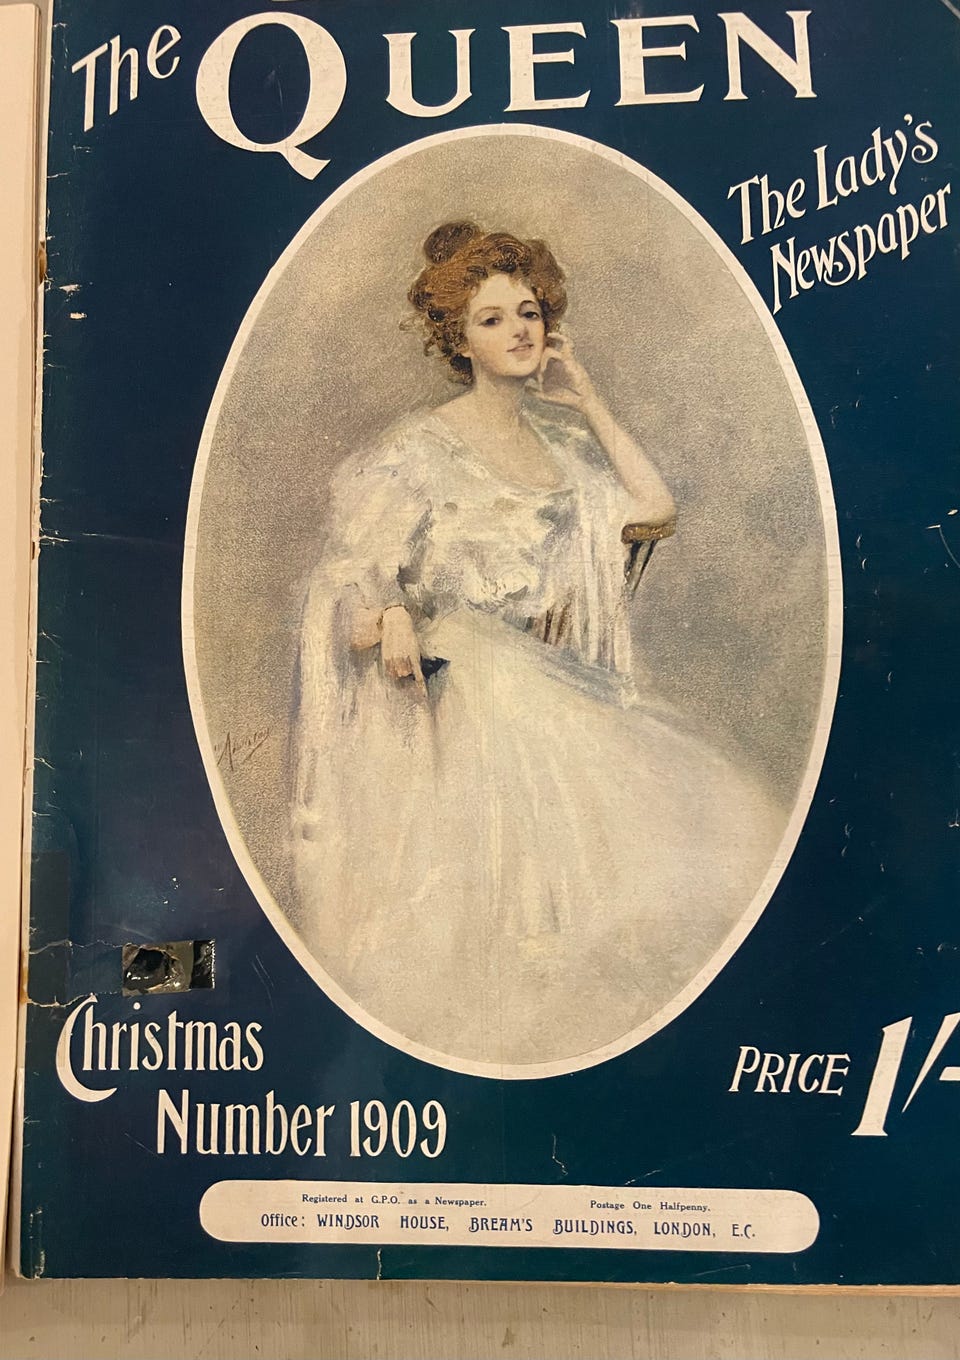 The QUEEN
The Lady's
Newspaper
Christmas
Number 1909
PRICE 1/-
Registered at G.P.O. as a Newspaper. Postage One Halfpenny.
Office: WINDSOR HOUSE, BREAM'S BUILDINGS, LONDON, E.C.